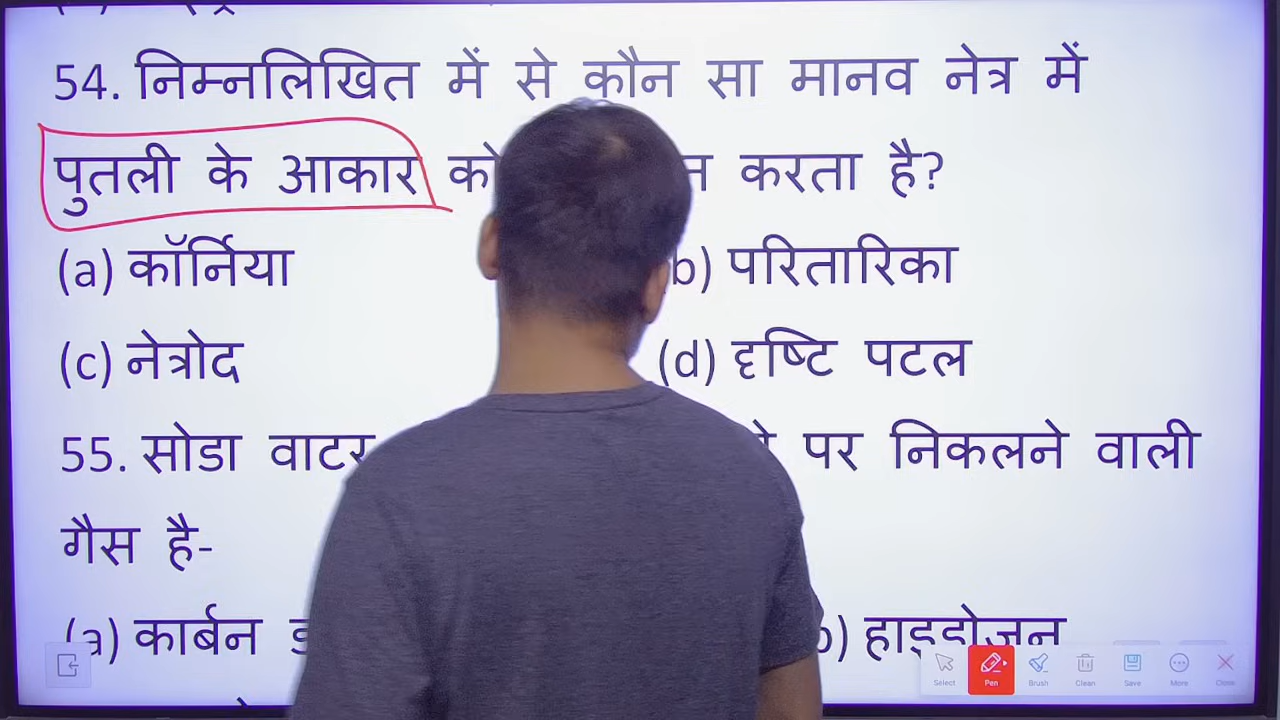 54. निम्नलिखित में से कौन सा मानव नेत्र में
पुतली के आकार को करता है?
(a) कॉर्निया
(b) परितारिका
(c) नेत्रोद
(d) दृष्टि पटल
55. सोडा वाटर पर निकलने वाली
गैस है-
(a) कार्बन
(b) हाइड्रोजन
Select
Pen
Brush
Clean
Save
More
Close